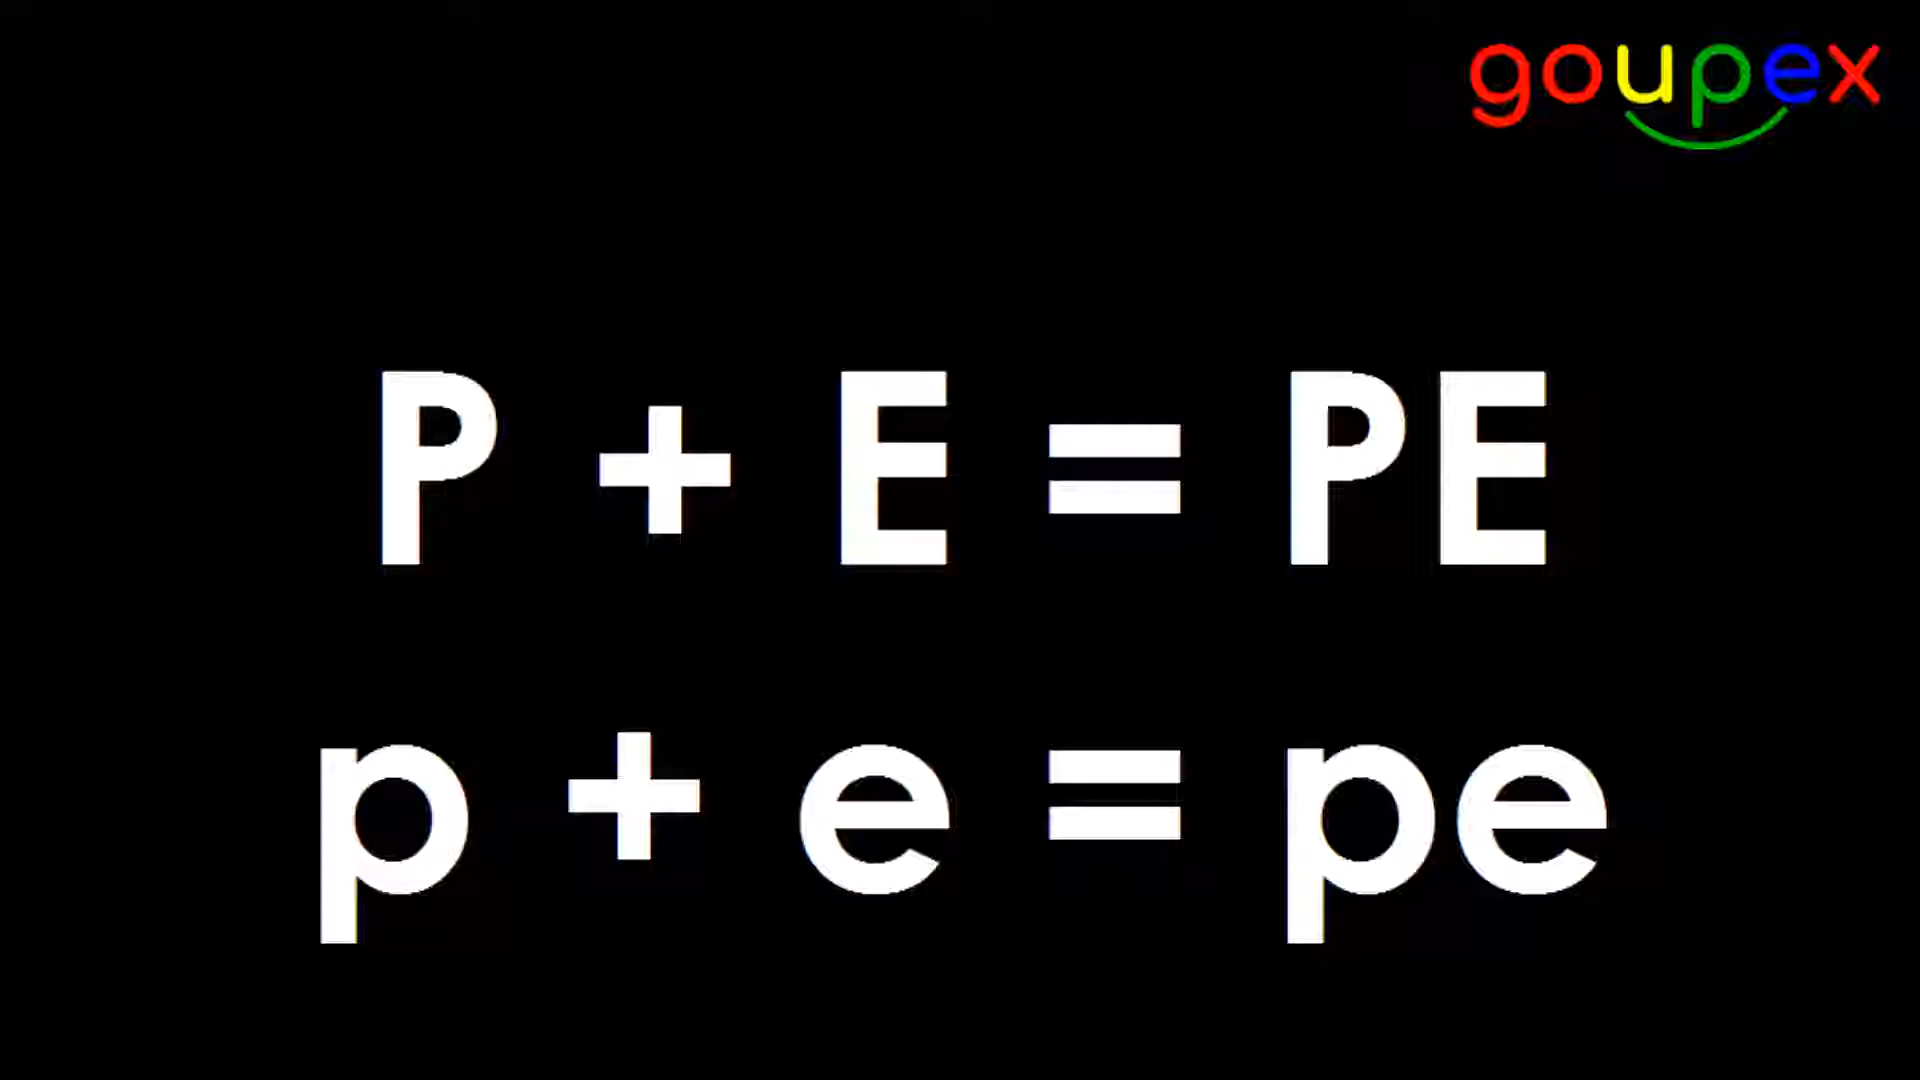 goupex
P + E = PE
p + e = pe